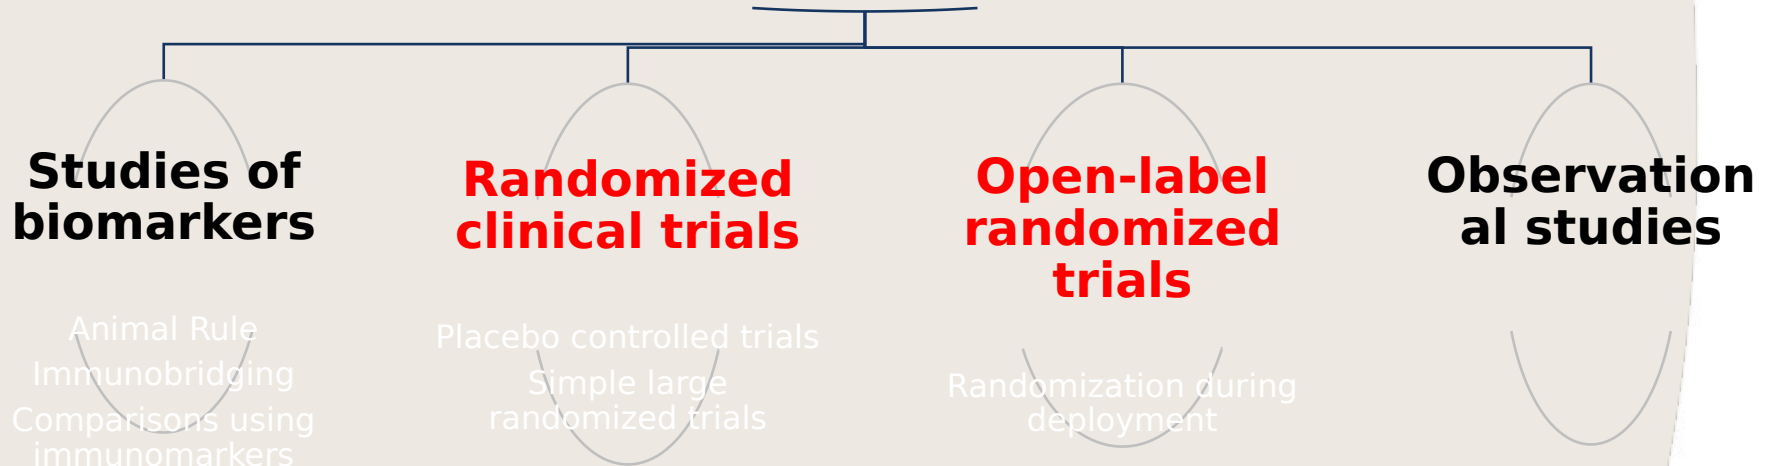 Studies of
biomarkers
Animal Rule
Immunobridging
Comparisons using
immunomarkers
Randomized
clinical trials
Placebo controlled trials
Simple large
randomized trials
Open-label
randomized
trials
Randomization during
deployment
Observation
al studies